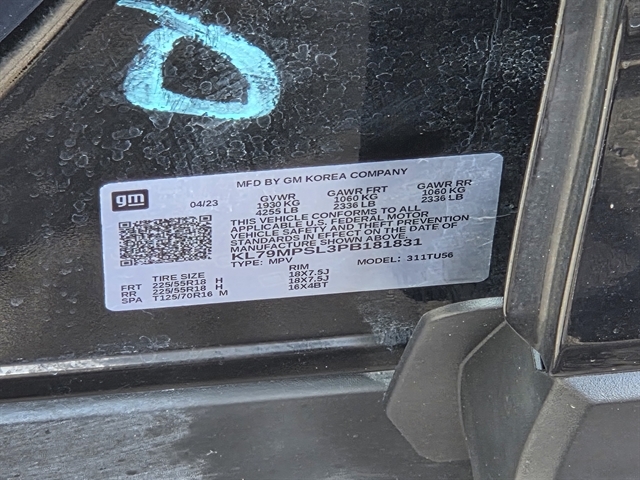 D
MFD BY GM KOREA COMPANY
gm
04/23
GVWR GAWR FRT GAWR RR
1930 KG 1060 KG 1060 KG
4255 LB 2336 LB 2336 LB
THIS VEHICLE CONFORMS TO ALL
APPLICABLE U.S. FEDERAL MOTOR
VEHICLE SAFETY AND THEFT PREVENTION
STANDARDS IN EFFECT ON THE DATE OF
MANUFACTURE SHOWN ABOVE
KL79MPSL3PB181831
TYPE: MPV MODEL: 311TU56
TIRE SIZE RIM
FRT 225/55R18 H 18X7.5J
RR 225/55R18 H 18X7.5J
SPA T125/70R16 M 16X4BT